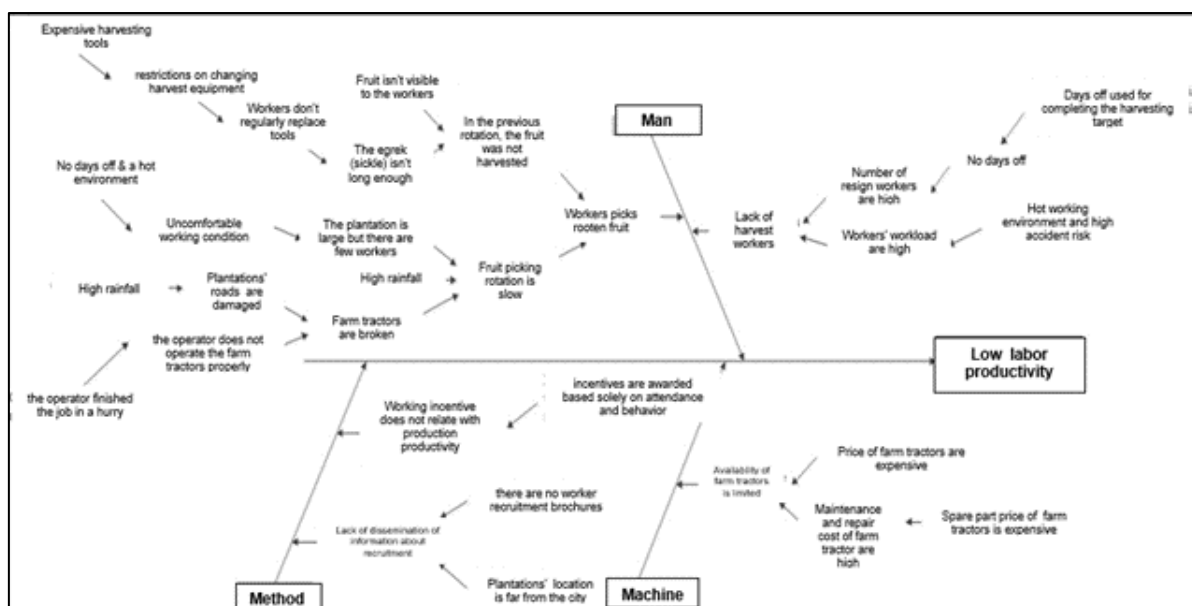 Expensive harvesting
tools
restrictions on changing
harvest equipment
Workers don't
regularly replace
tools
Fruit isn't visible
to the workers
The egrek
(sickle) isn't
long enough
In the previous
rotation, the fruit
was not
harvested
Man
Days off used for
completing the harvesting
target
No days off
Number of
resign workers
are hioh
Lack of
harvest
workers
Workers' workload
are high
Hot working
environment and high
accident risk
No days off & a hot
environment
Uncomfortable
working condition
The plantation is
large but there are
few workers
Workers picks
rooten fruit
High rainfall
Plantations'
roads are
damaged
High rainfall
Fruit picking
rotation is
slow
Farm tractors
are broken
the operator does not
operate the farm
tractors properly
the operator finished
the job in a hurry
Low labor
productivity
Working incentive
does not relate with
production
productivity
incentives are awarded
based solely on attendance
and behavior
there are no worker
recruitment brochures
Lack of dissemination of
information about
recruitment
Plantations' location
is far from the city
Method
Availability of
farm tractors
is limited
Price of farm tractors are
expensive
Maintenance
and repair
cost of farm
tractor are
high
Spare part price of farm
tractors is expensive
Machine